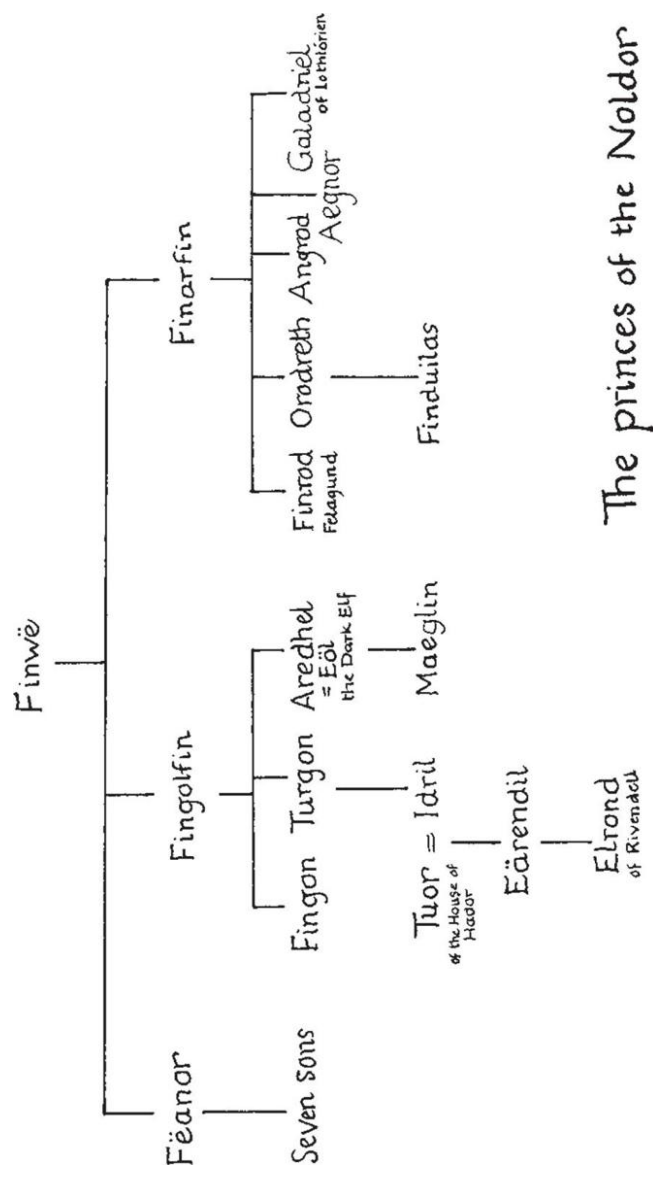 Finwë
Fëanor Fingolfin Finarfin
Seven sons Fingon Turgon Aredhel Finrod Orodreth Angrod Galadriel
= Eöl Felagund of Lothlórien
the Dark Elf Aegnor
Tuor = Idril Maeglin Finduilas
of the House of
Hador
Eärendil
Elrond
of Rivendell
The princes of the Noldor